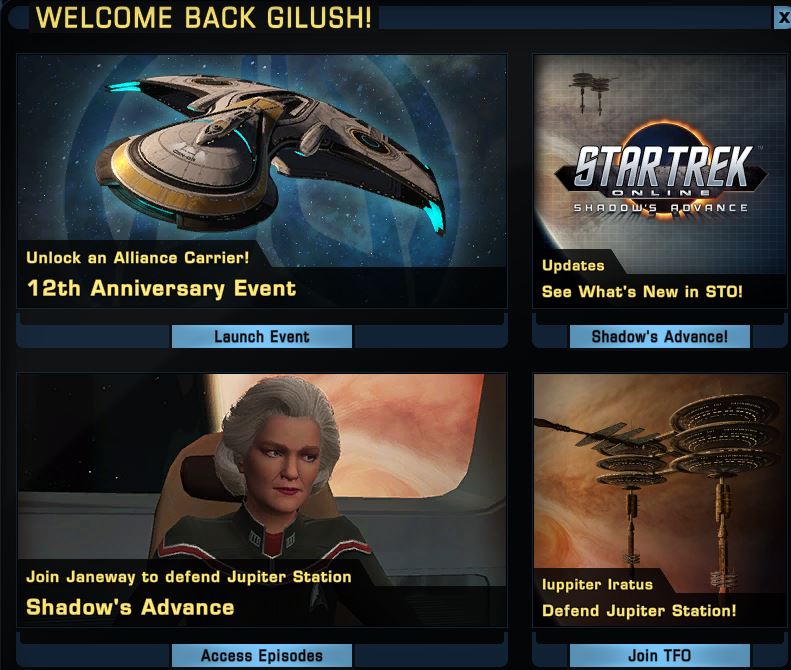 WELCOME BACK GILUSH!
X
Unlock an Alliance Carrier!
12th Anniversary Event
Launch Event
STAR TREK
ONLINE
SHADOW'S ADVANCE
Updates
See What's New in STO!
Shadow's Advance!
Join Janeway to defend Jupiter Station
Shadow's Advance
Access Episodes
Iuppiter Iratus
Defend Jupiter Station!
Join TFO